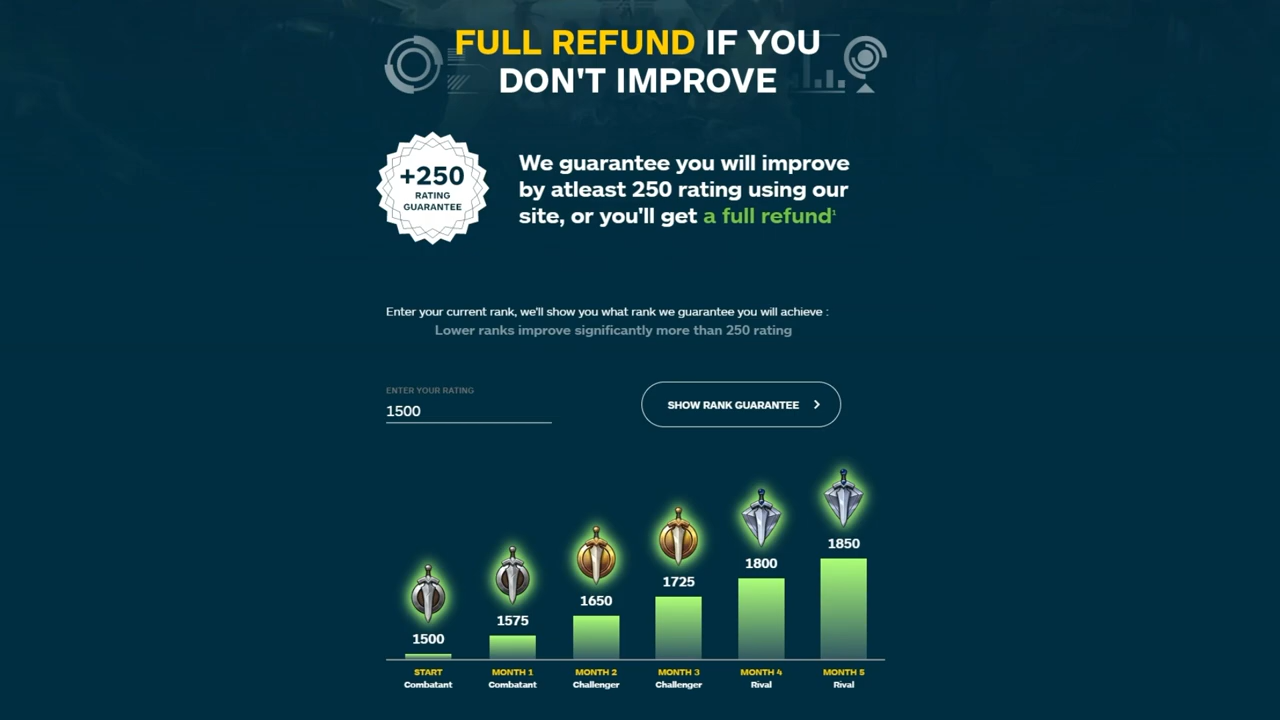 FULL REFUND IF YOU
DON'T IMPROVE
+250
RATING
GUARANTEE
We guarantee you will improve
by atleast 250 rating using our
site, or you'll get a full refund¹
Enter your current rank, we'll show you what rank we guarantee you will achieve :
Lower ranks improve significantly more than 250 rating
ENTER YOUR RATING
1500
SHOW RANK GUARANTEE
1500
1575
1650
1725
1800
1850
START
Combatant
MONTH 1
Combatant
MONTH 2
Challenger
MONTH 3
Challenger
MONTH 4
Rival
MONTH 5
Rival